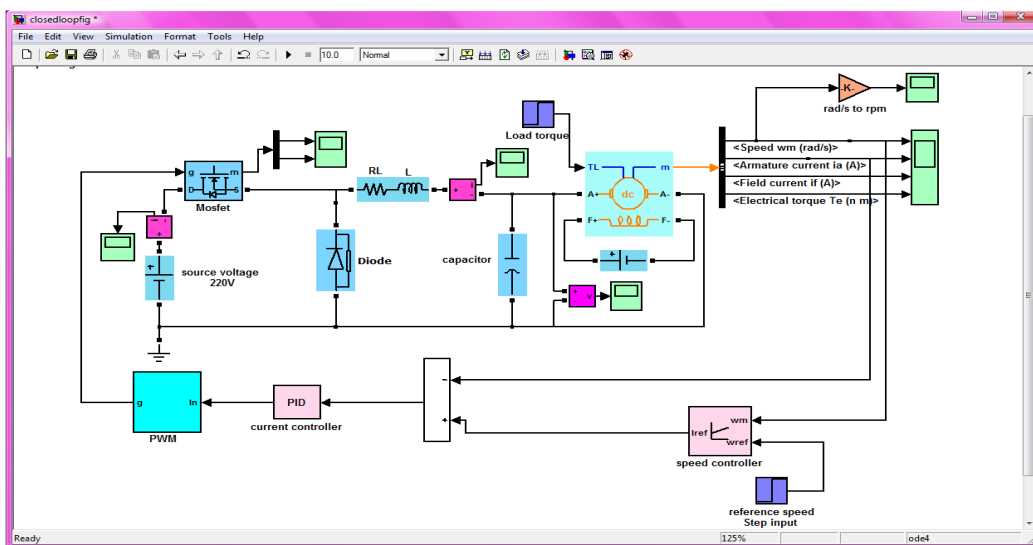 closedloopfig *
File Edit View Simulation Format Tools Help
10.0 Normal
-K-
rad/s to rpm
Load torque
<Speed wm (rad/s)>
<Armature current ia (A)>
<Field current if (A)>
<Electrical torque Te (n m)>
g m
D S
Mosfet
RL L
TL m
A+ dc A-
F+ F-
source voltage
220V
Diode
capacitor
v
g In
PWM
PID
current controller
Iref wm
wref
speed controller
reference speed
Step input
Ready 125% ode4